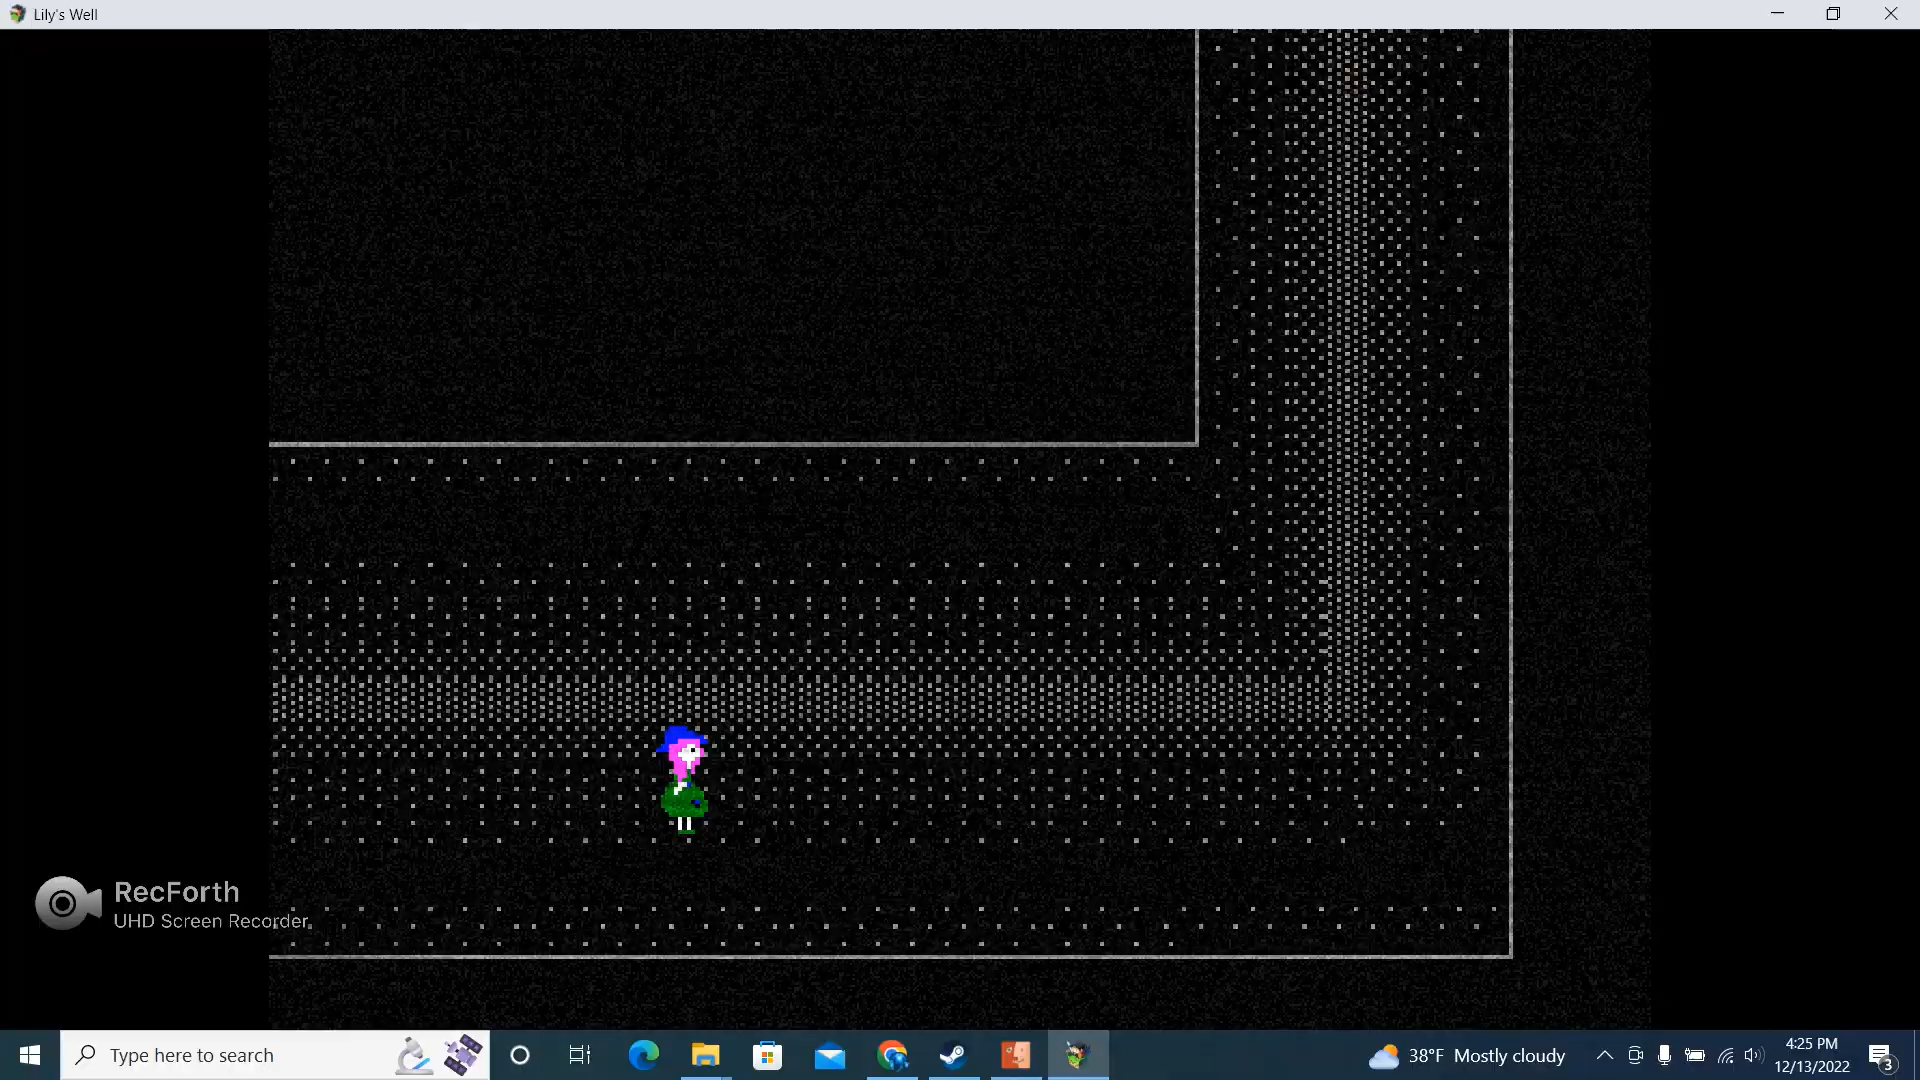 Lily's Well
RecForth
UHD Screen Recorder
Type here to search
38°F Mostly cloudy
4:25 PM
12/13/2022
3